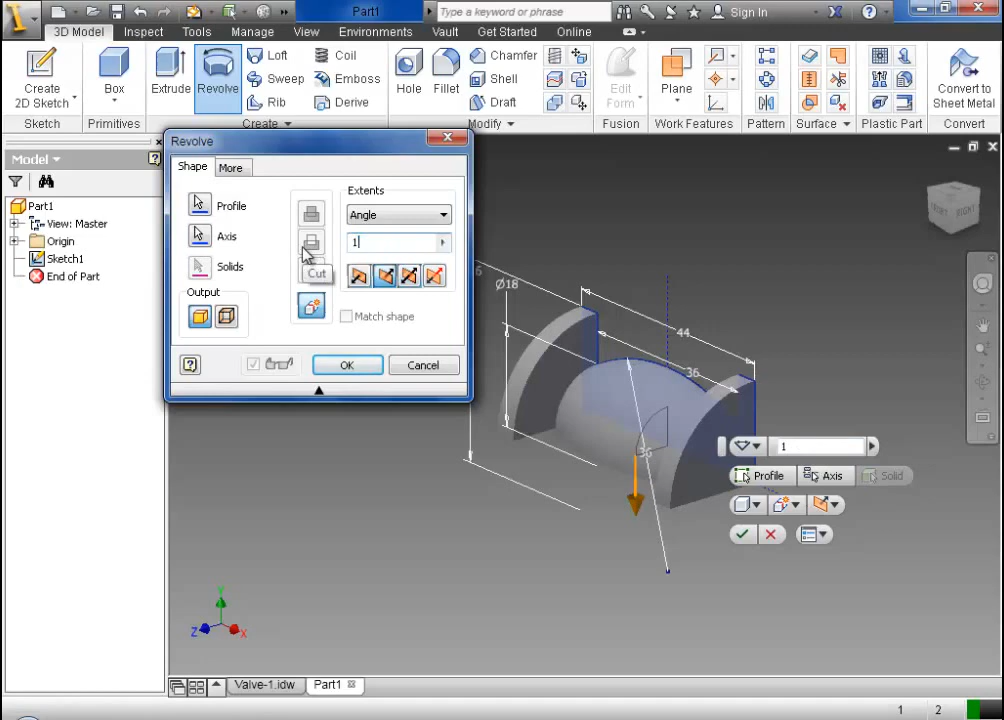 Part1
Type a keyword or phrase
Sign In
3D Model Inspect Tools Manage View Environments Vault Get Started Online
Create
2D Sketch
Box
Extrude
Revolve
Loft
Sweep
Rib
Coil
Emboss
Derive
Hole
Fillet
Chamfer
Shell
Draft
Edit
Form
Plane
Convert to
Sheet Metal
Sketch Primitives Create Modify Fusion Work Features Pattern Surface Plastic Part Convert
Model
Part1
View: Master
Origin
Sketch1
End of Part
Revolve
Shape More
Profile
Axis
Solids
Output
Extents
Angle
1
Cut
Match shape
OK Cancel
6
Ø18
44
36
36
FRONT RIGHT
1
Profile Axis Solid
Y
Z X
Valve-1.idw Part1
1 2